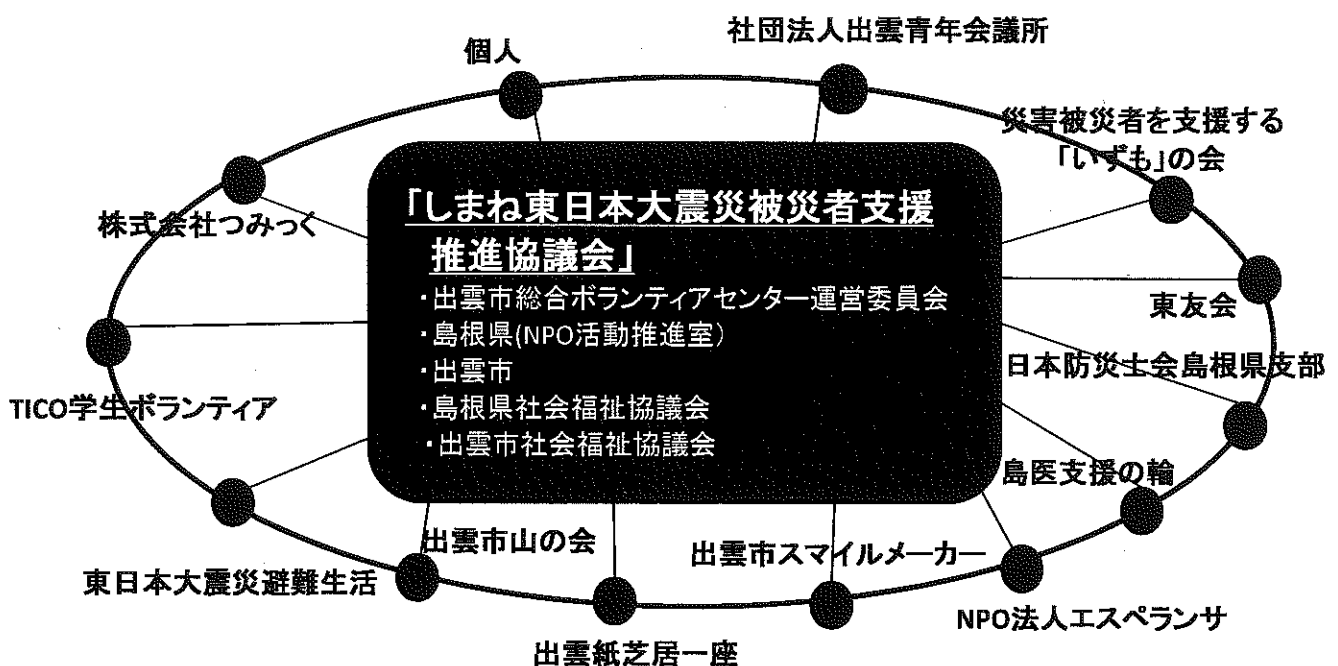 個人
社団法人出雲青年会議所
災害被災者を支援する
「いずも」の会
株式会社つみっく
「しまね東日本大震災被災者支援
推進協議会」
・出雲市総合ボランティアセンター運営委員会
・島根県(NPO活動推進室）
・出雲市
・島根県社会福祉協議会
・出雲市社会福祉協議会
東友会
日本防災士会島根県支部
TICO学生ボランティア
島医支援の輪
出雲市山の会
出雲市スマイルメーカー
東日本大震災避難生活
NPO法人エスペランサ
出雲紙芝居一座